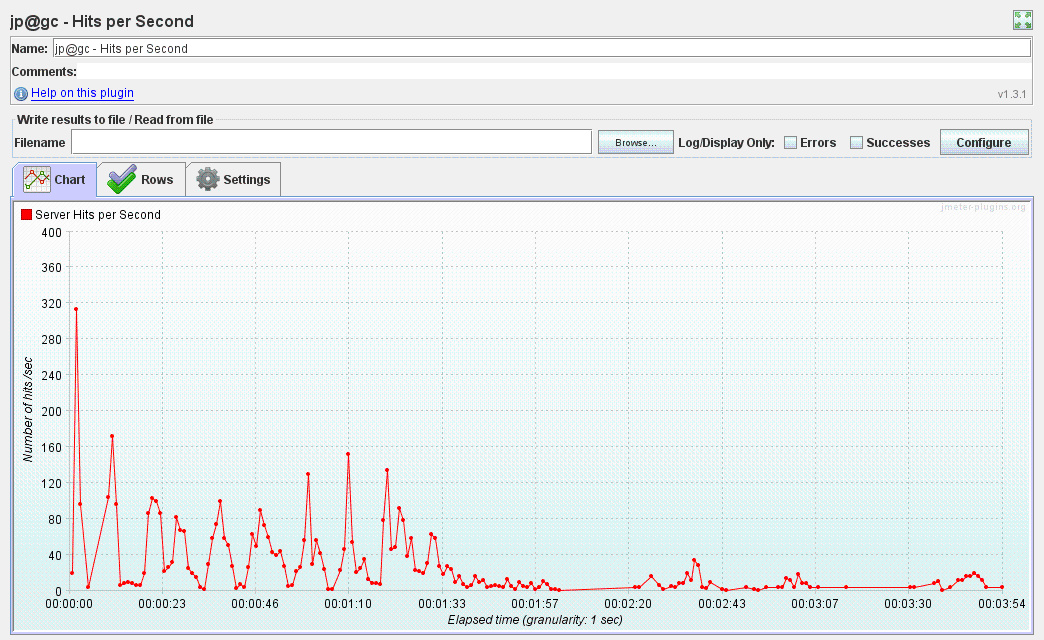 jp@gc - Hits per Second
Name: jp@gc - Hits per Second
Comments:
Help on this plugin
v1.3.1
Write results to file / Read from file
Filename Browse... Log/Display Only: Errors Successes Configure
Chart Rows Settings
jmeter-plugins.org
Server Hits per Second
400
360
320
280
240
200
160
120
80
40
0
Number of hits /sec
00:00:00 00:00:23 00:00:46 00:01:10 00:01:33 00:01:57 00:02:20 00:02:43 00:03:07 00:03:30 00:03:54
Elapsed time (granularity: 1 sec)